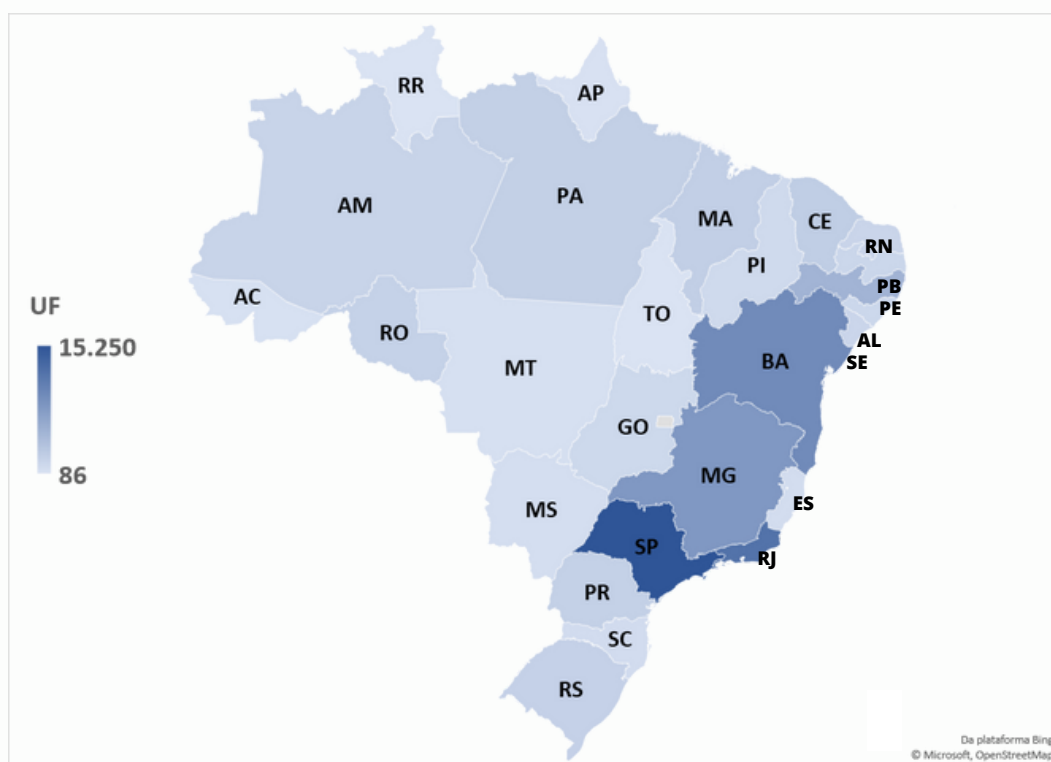 RR
AP
AM
PA
MA
CE
RN
PI
PB
AC
UF
PE
TO
RO
AL
15.250
BA
SE
MT
GO
86
MG
ES
MS
SP
RJ
PR
SC
RS
Da plataforma Bing
© Microsoft, OpenStreetMap